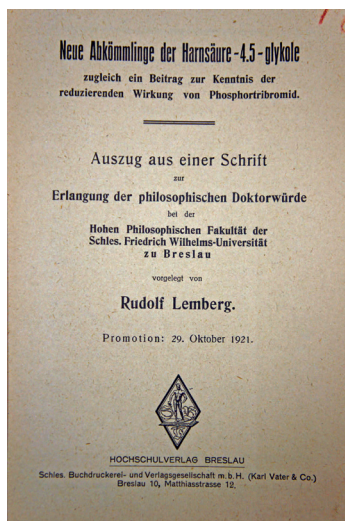 Neue Abkömmlinge der Harnsäure-4.5-glykole
zugleich ein Beitrag zur Kenntnis der
reduzierenden Wirkung von Phosphortribromid.
Auszug aus einer Schrift
zur
Erlangung der philosophischen Doktorwürde
bei der
Hohen Philosophischen Fakultät der
Schles. Friedrich Wilhelms-Universität
zu Breslau
vorgelegt von
Rudolf Lemberg.
Promotion: 29. Oktober 1921.
HOCHSCHULVERLAG BRESLAU
Schles. Buchdruckerei- und Verlagsgesellschaft m. b. H. (Karl Vater & Co.)
Breslau 10, Matthiasstrasse 12.